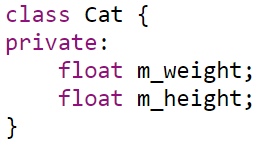 class Cat {
private:
    float m_weight;
    float m_height;
}